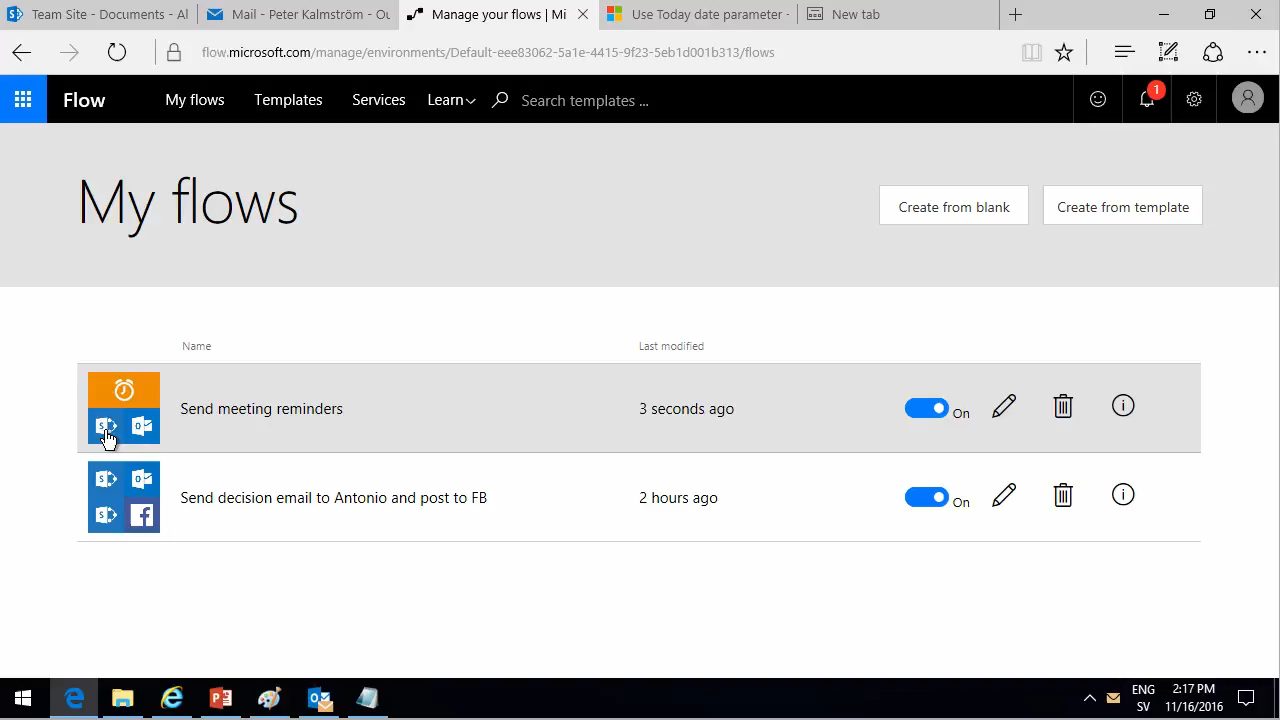 Team Site - Documents - Al
Mail - Peter Kalmström - Ou
Manage your flows | Mi
Use Today date parameter -
New tab
flow.microsoft.com/manage/environments/Default-eee83062-5a1e-4415-9f23-5eb1d001b313/flows
Flow
My flows
Templates
Services
Learn
Search templates ...
1
My flows
Create from blank
Create from template
Name
Last modified
Send meeting reminders
3 seconds ago
On
Send decision email to Antonio and post to FB
2 hours ago
On
ENG
SV
2:17 PM
11/16/2016